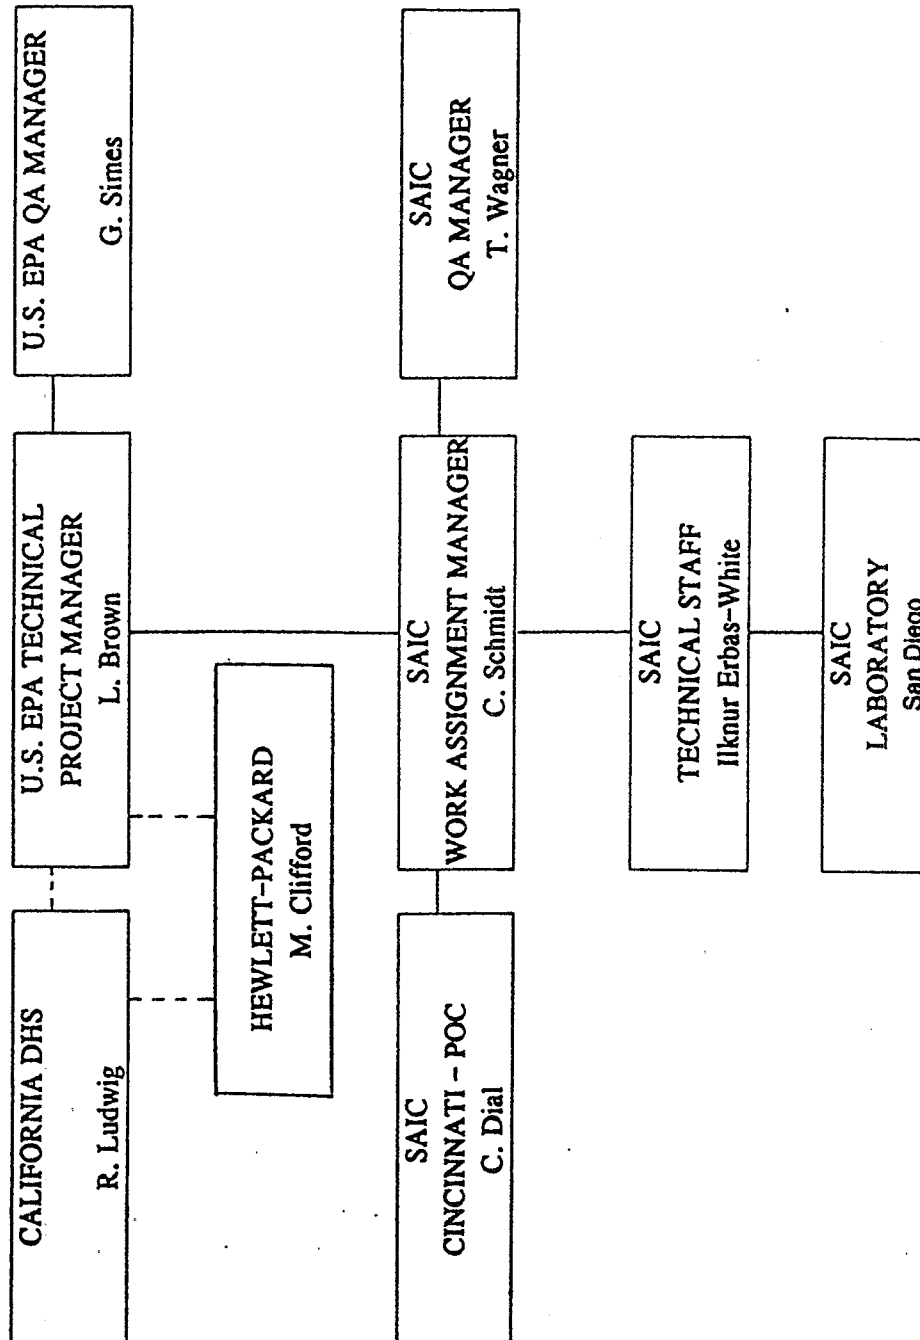 CALIFORNIA DHS
R. Ludwig
U.S. EPA TECHNICAL
PROJECT MANAGER
L. Brown
U.S. EPA QA MANAGER
G. Simes
HEWLETT-PACKARD
M. Clifford
SAIC
CINCINNATI - POC
C. Dial
SAIC
WORK ASSIGNMENT MANAGER
C. Schmidt
SAIC
QA MANAGER
T. Wagner
SAIC
TECHNICAL STAFF
Ilknur Erbas-White
SAIC
LABORATORY
San Diego